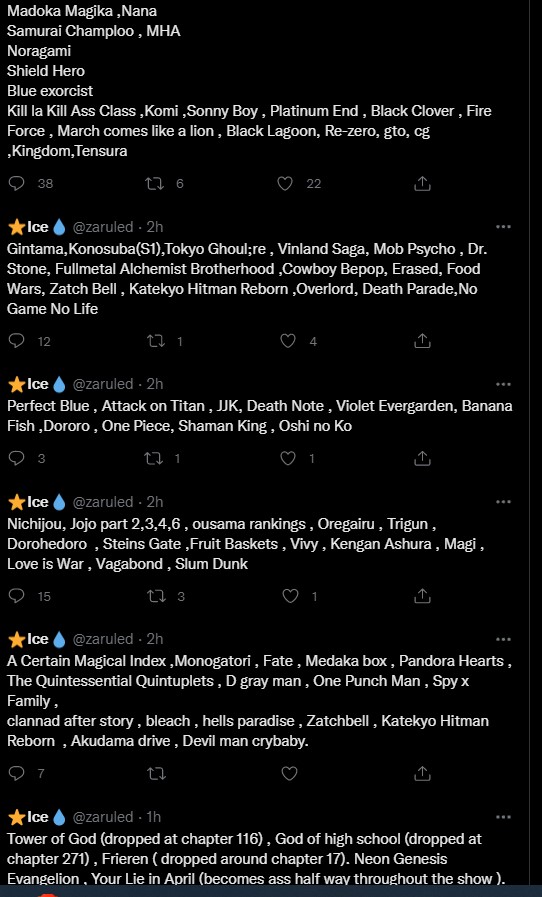 Madoka Magika ,Nana
Samurai Champloo , MHA
Noragami
Shield Hero
Blue exorcist
Kill la Kill Ass Class ,Komi ,Sonny Boy , Platinum End , Black Clover , Fire
Force , March comes like a lion , Black Lagoon, Re-zero, gto, cg
,Kingdom,Tensura
38 6 22
Ice @zaruled · 2h
Gintama,Konosuba(S1),Tokyo Ghoul;re , Vinland Saga, Mob Psycho , Dr.
Stone, Fullmetal Alchemist Brotherhood ,Cowboy Bepop, Erased, Food
Wars, Zatch Bell , Katekyo Hitman Reborn ,Overlord, Death Parade,No
Game No Life
12 1 4
Ice @zaruled · 2h
Perfect Blue , Attack on Titan , JJK, Death Note , Violet Evergarden, Banana
Fish ,Dororo , One Piece, Shaman King , Oshi no Ko
3 1 1
Ice @zaruled · 2h
Nichijou, Jojo part 2,3,4,6 , ousama rankings , Oregairu , Trigun ,
Dorohedoro , Steins Gate ,Fruit Baskets , Vivy , Kengan Ashura , Magi ,
Love is War , Vagabond , Slum Dunk
15 3 1
Ice @zaruled · 2h
A Certain Magical Index ,Monogatori , Fate , Medaka box , Pandora Hearts ,
The Quintessential Quintuplets , D gray man , One Punch Man , Spy x
Family ,
clannad after story , bleach , hells paradise , Zatchbell , Katekyo Hitman
Reborn , Akudama drive , Devil man crybaby.
7
Ice @zaruled · 1h
Tower of God (dropped at chapter 116) , God of high school (dropped at
chapter 271) , Frieren ( dropped around chapter 17). Neon Genesis
Evangelion , Your Lie in April (becomes ass half way throughout the show ).